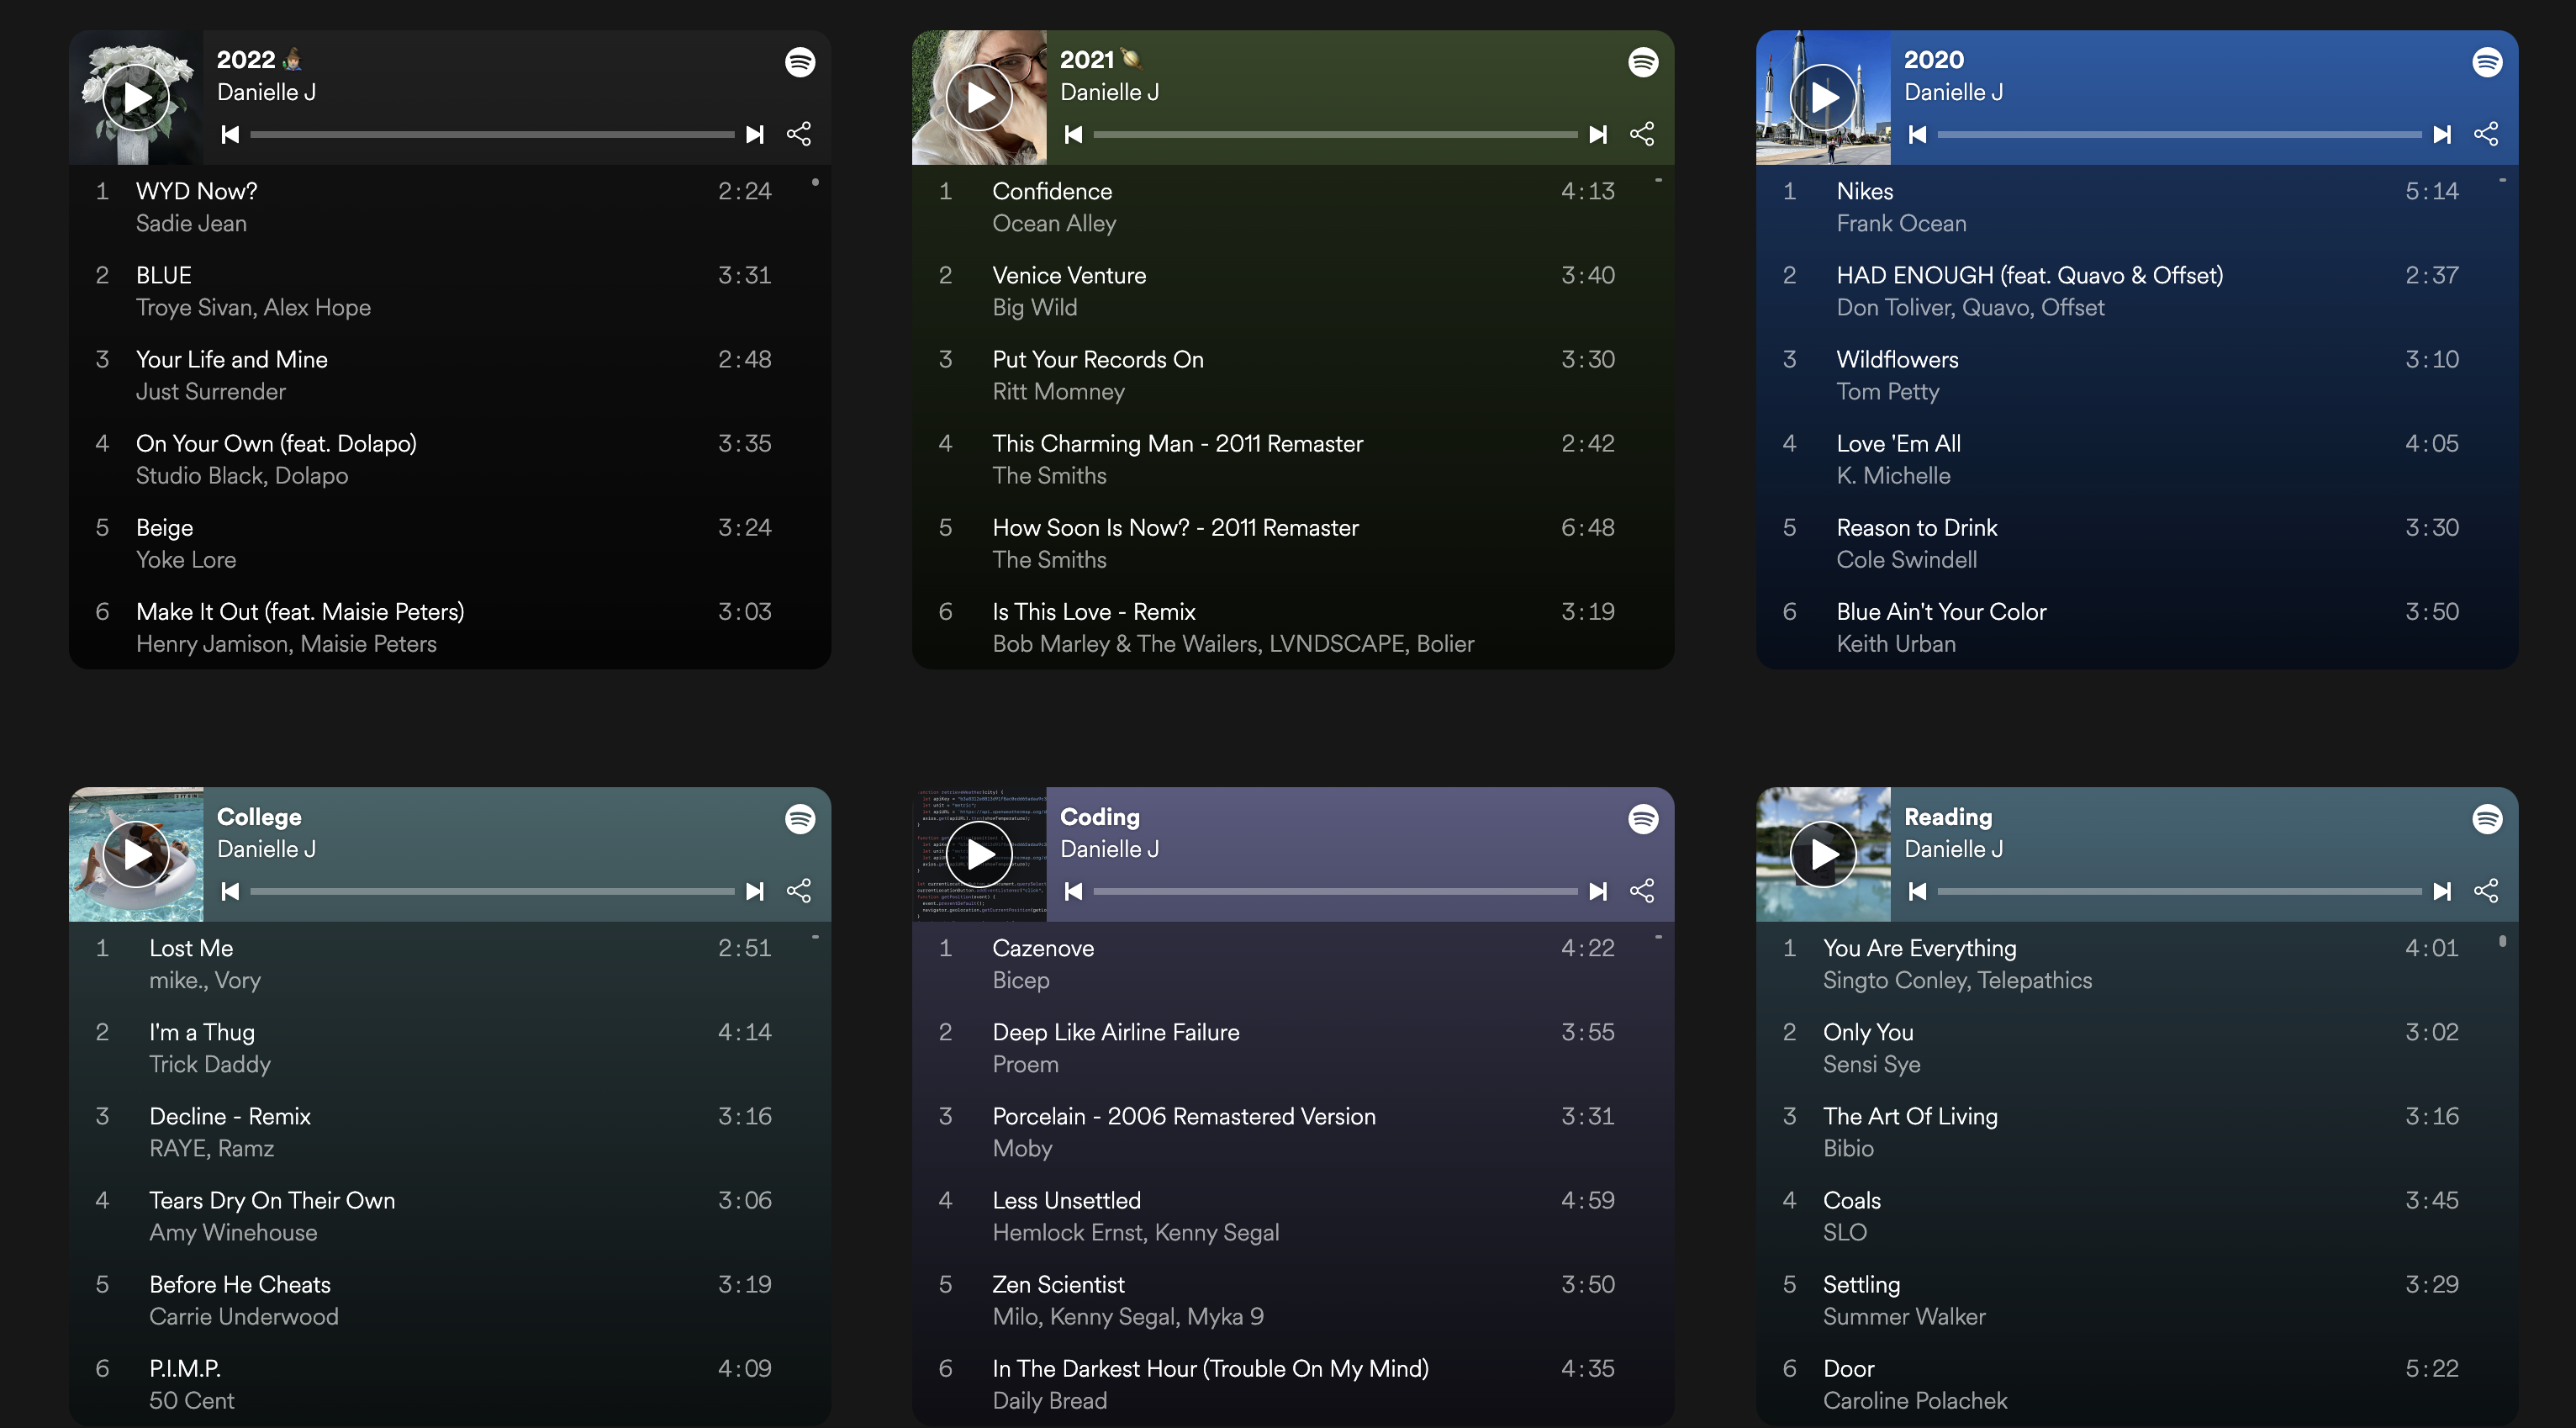 2022
Danielle J
1 WYD Now? 2:24
Sadie Jean
2 BLUE 3:31
Troye Sivan, Alex Hope
3 Your Life and Mine 2:48
Just Surrender
4 On Your Own (feat. Dolapo) 3:35
Studio Black, Dolapo
5 Beige 3:24
Yoke Lore
6 Make It Out (feat. Maisie Peters) 3:03
Henry Jamison, Maisie Peters
2021 🪐
Danielle J
1 Confidence 4:13
Ocean Alley
2 Venice Venture 3:40
Big Wild
3 Put Your Records On 3:30
Ritt Momney
4 This Charming Man - 2011 Remaster 2:42
The Smiths
5 How Soon Is Now? - 2011 Remaster 6:48
The Smiths
6 Is This Love - Remix 3:19
Bob Marley & The Wailers, LVNDSCAPE, Bolier
2020
Danielle J
1 Nikes 5:14
Frank Ocean
2 HAD ENOUGH (feat. Quavo & Offset) 2:37
Don Toliver, Quavo, Offset
3 Wildflowers 3:10
Tom Petty
4 Love 'Em All 4:05
K. Michelle
5 Reason to Drink 3:30
Cole Swindell
6 Blue Ain't Your Color 3:50
Keith Urban
College
Danielle J
1 Lost Me 2:51
mike., Vory
2 I'm a Thug 4:14
Trick Daddy
3 Decline - Remix 3:16
RAYE, Ramz
4 Tears Dry On Their Own 3:06
Amy Winehouse
5 Before He Cheats 3:19
Carrie Underwood
6 P.I.M.P. 4:09
50 Cent
Coding
Danielle J
1 Cazenove 4:22
Bicep
2 Deep Like Airline Failure 3:55
Proem
3 Porcelain - 2006 Remastered Version 3:31
Moby
4 Less Unsettled 4:59
Hemlock Ernst, Kenny Segal
5 Zen Scientist 3:50
Milo, Kenny Segal, Myka 9
6 In The Darkest Hour (Trouble On My Mind) 4:35
Daily Bread
Reading
Danielle J
1 You Are Everything 4:01
Singto Conley, Telepathics
2 Only You 3:02
Sensi Sye
3 The Art Of Living 3:16
Bibio
4 Coals 3:45
SLO
5 Settling 3:29
Summer Walker
6 Door 5:22
Caroline Polachek